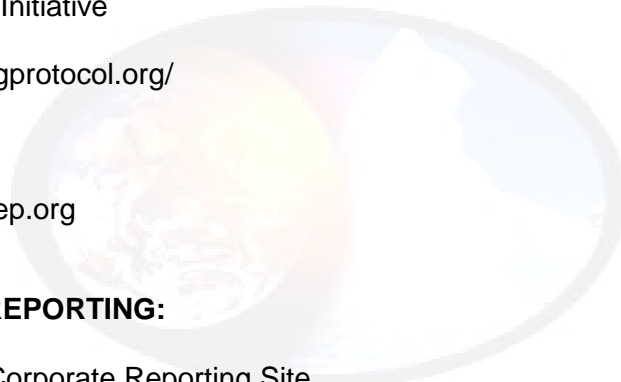 Initiative
gprotocol.org/
ep.org
REPORTING:
Corporate Reporting Site